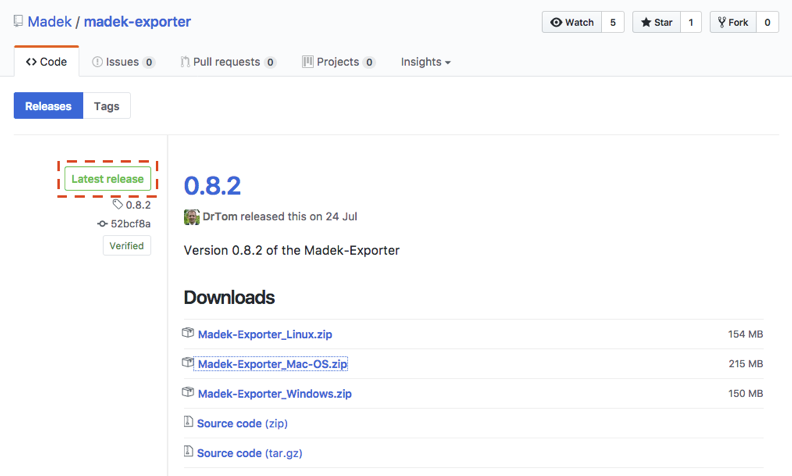 Madek / madek-exporter
Watch 5 Star 1 Fork 0
Code Issues 0 Pull requests 0 Projects 0 Insights
Releases Tags
Latest release
0.8.2
52bcf8a
Verified
0.8.2
DrTom released this on 24 Jul
Version 0.8.2 of the Madek-Exporter
Downloads
Madek-Exporter_Linux.zip 154 MB
Madek-Exporter_Mac-OS.zip 215 MB
Madek-Exporter_Windows.zip 150 MB
Source code (zip)
Source code (tar.gz)